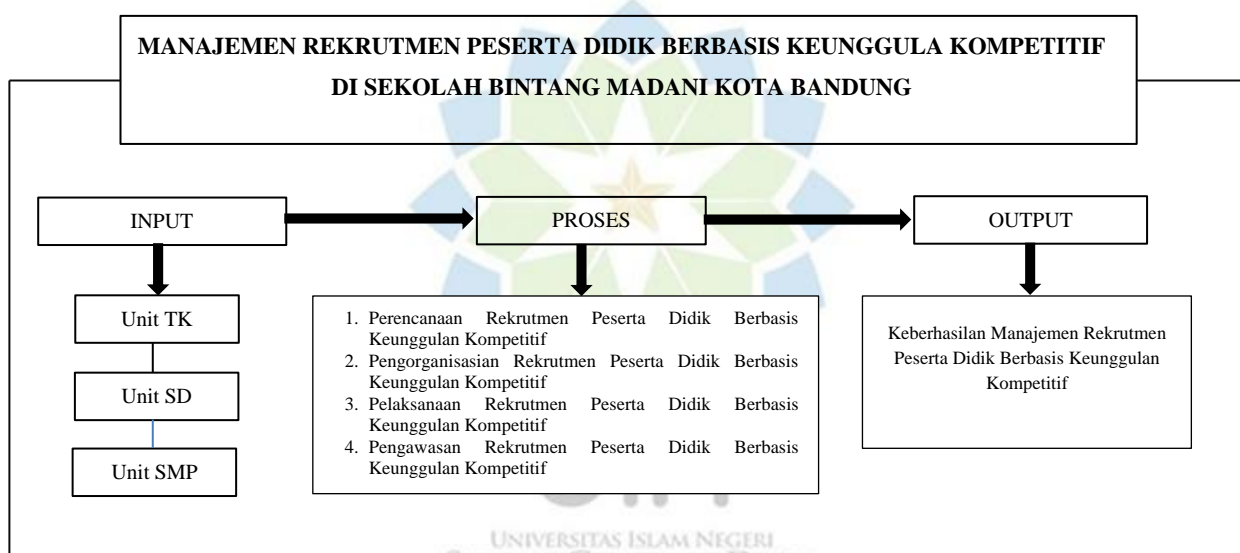 MANAJEMEN REKRUTMEN PESERTA DIDIK BERBASIS KEUNGGULA KOMPETITIF
DI SEKOLAH BINTANG MADANI KOTA BANDUNG
INPUT
PROSES
OUTPUT
Unit TK
Unit SD
Unit SMP
1. Perencanaan Rekrutmen Peserta Didik Berbasis
Keunggulan Kompetitif
2. Pengorganisasian Rekrutmen Peserta Didik Berbasis
Keunggulan Kompetitif
3. Pelaksanaan Rekrutmen Peserta Didik Berbasis
Keunggulan Kompetitif
4. Pengawasan Rekrutmen Peserta Didik Berbasis
Keunggulan Kompetitif
Keberhasilan Manajemen Rekrutmen
Peserta Didik Berbasis Keunggulan
Kompetitif
UNIVERSITAS ISLAM NEGERI